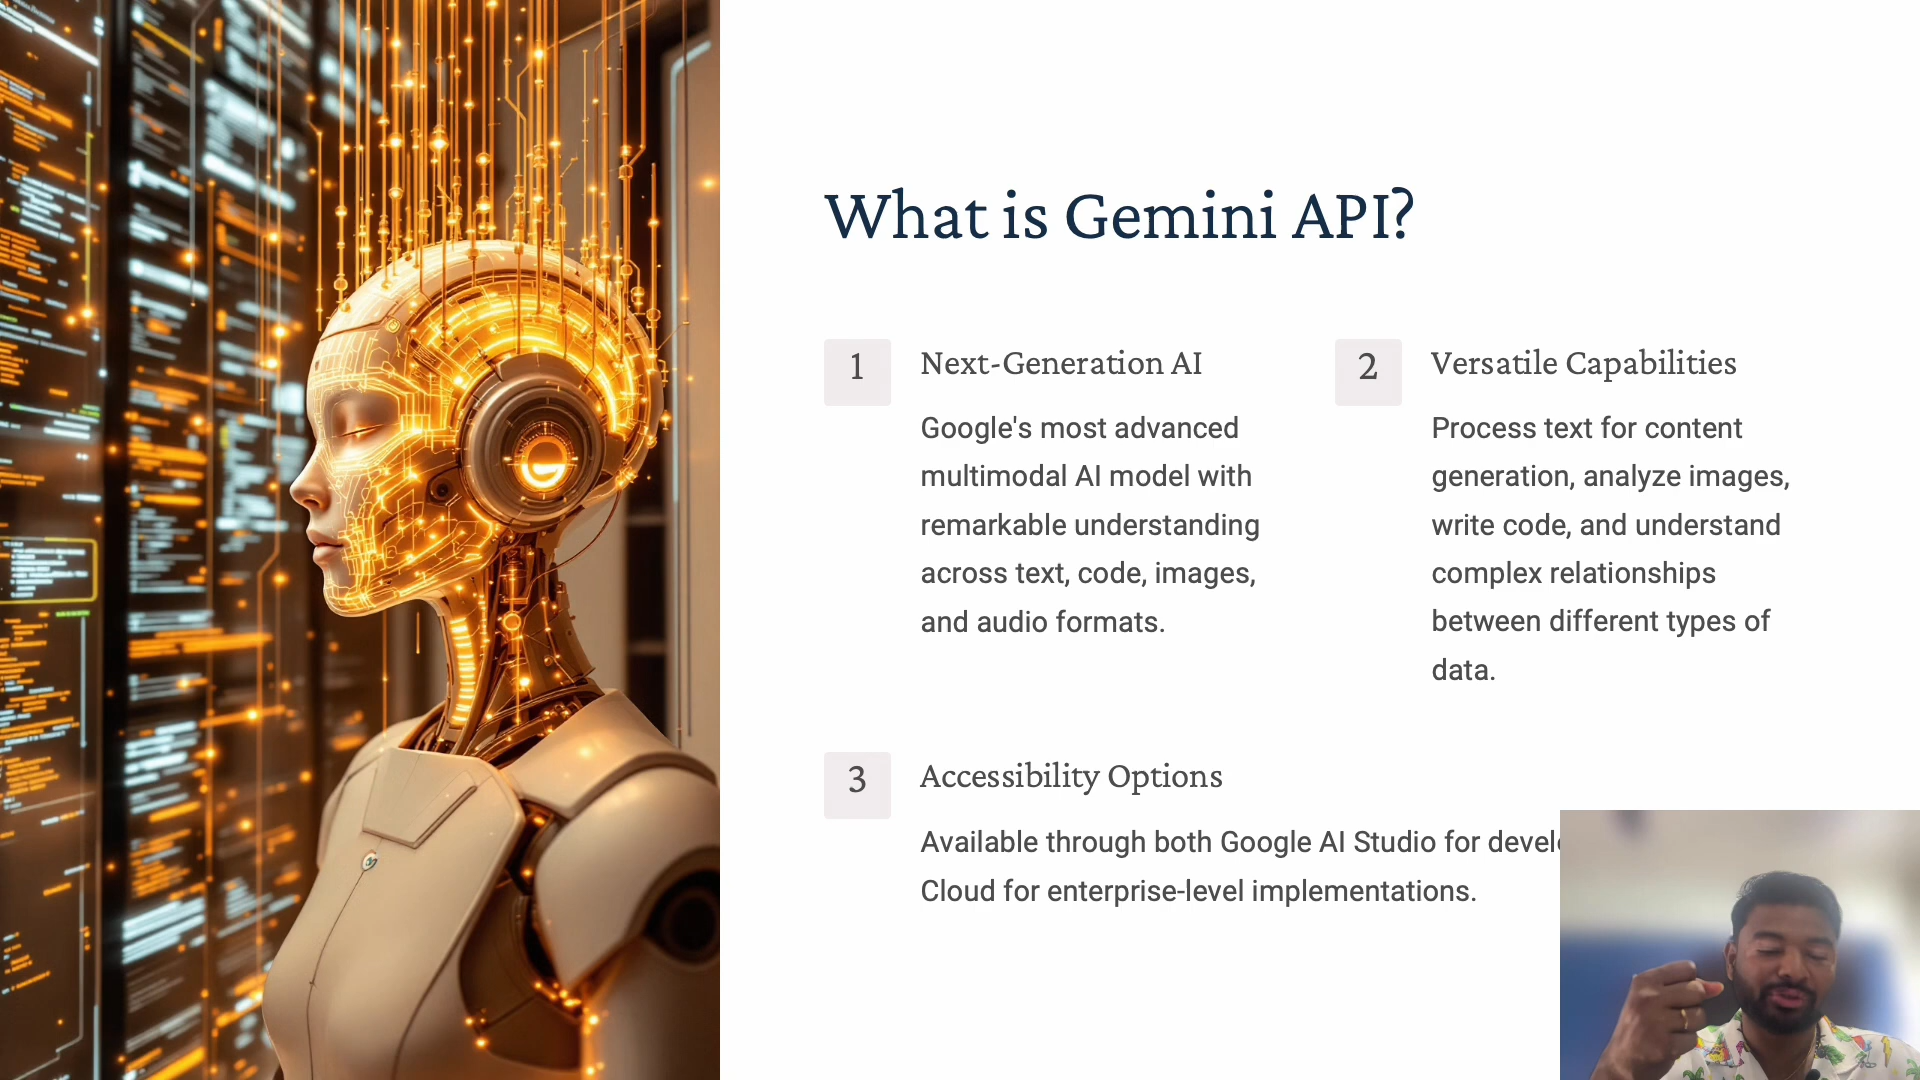 What is Gemini API?
1
Next-Generation AI
Google's most advanced
multimodal AI model with
remarkable understanding
across text, code, images,
and audio formats.
2
Versatile Capabilities
Process text for content
generation, analyze images,
write code, and understand
complex relationships
between different types of
data.
3
Accessibility Options
Available through both Google AI Studio for
Cloud for enterprise-level implementations.